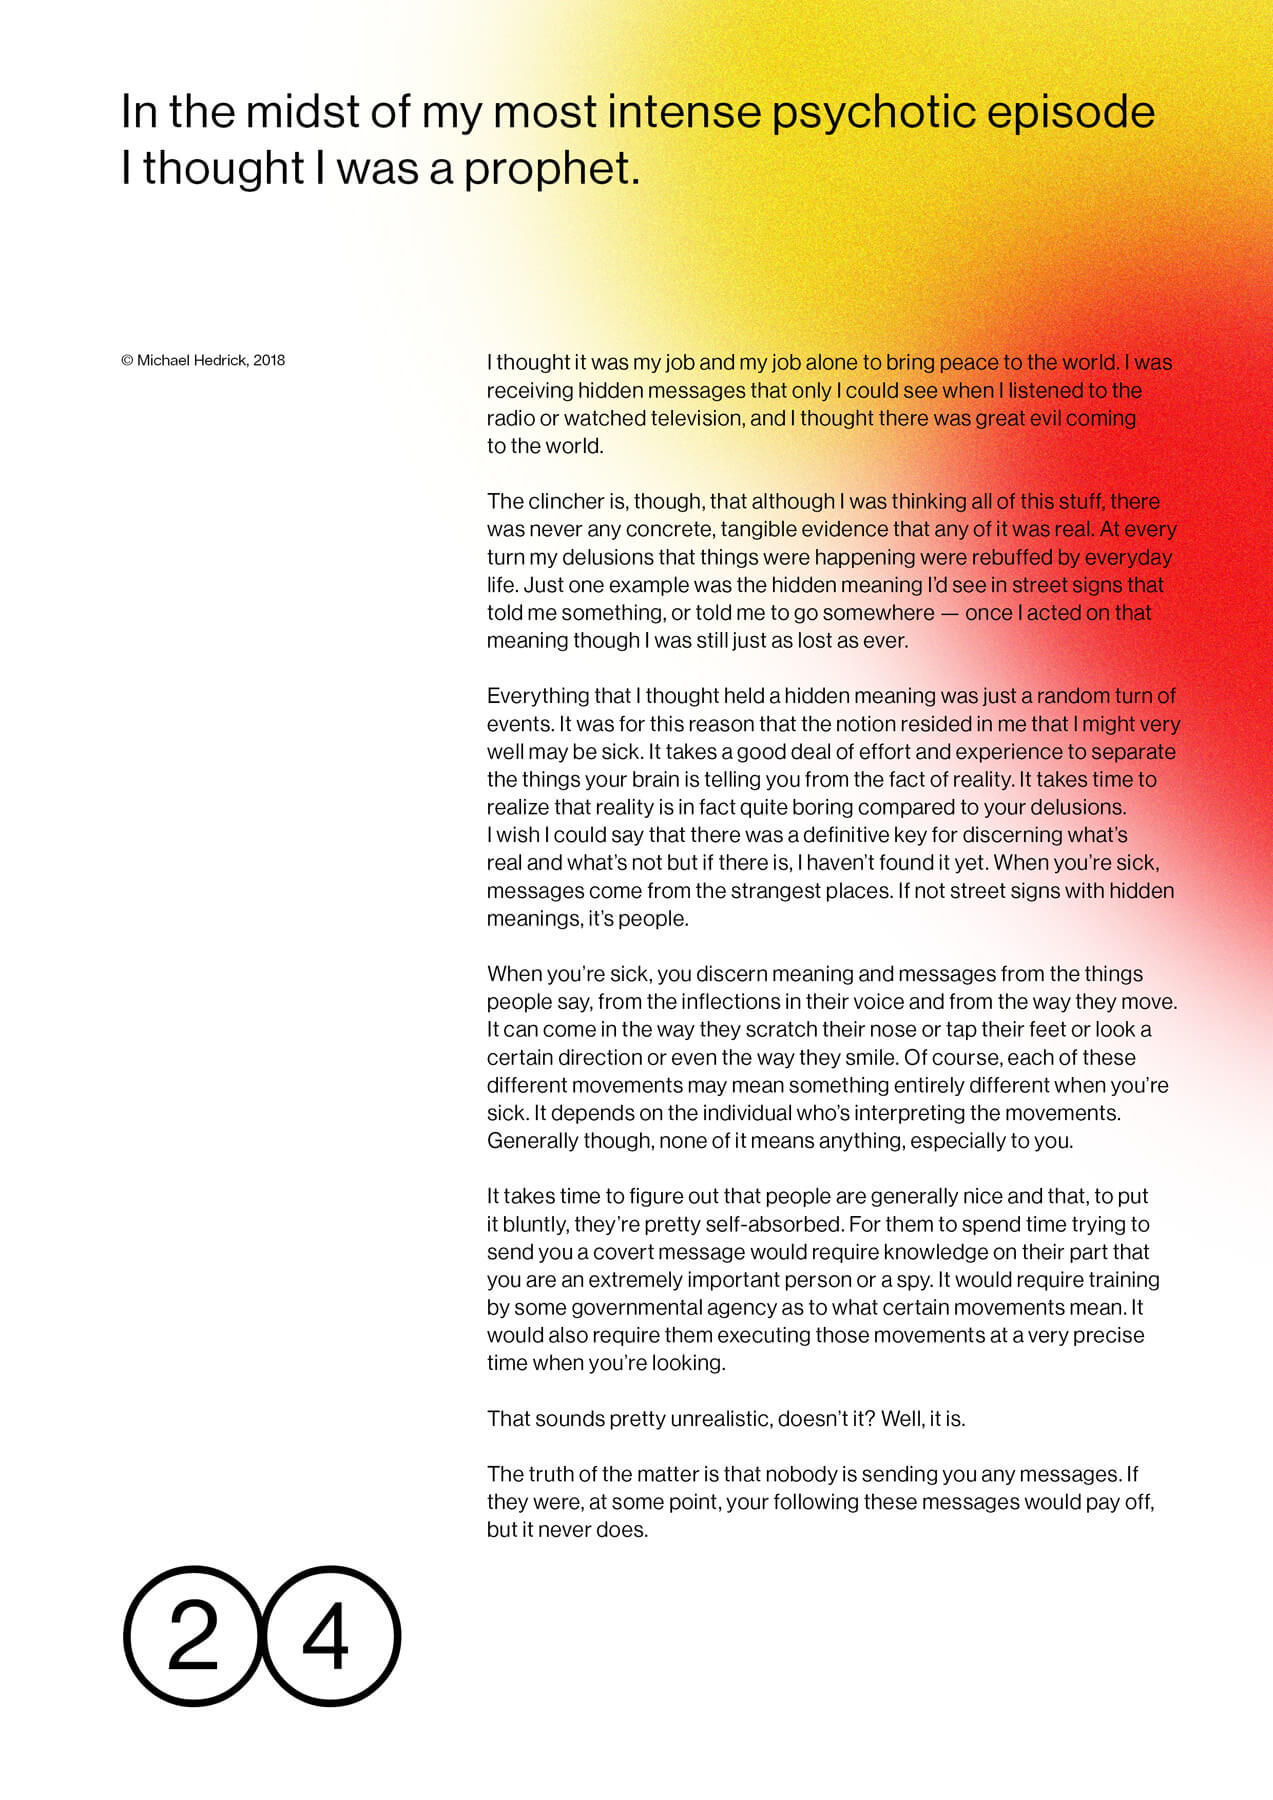 In the midst of my most intense psychotic episode
I thought I was a prophet.
© Michael Hedrick, 2018
I thought it was my job and my job alone to bring peace to the world. I was
receiving hidden messages that only I could see when I listened to the
radio or watched television, and I thought there was great evil coming
to the world.
The clincher is, though, that although I was thinking all of this stuff, there
was never any concrete, tangible evidence that any of it was real. At every
turn my delusions that things were happening were rebuffed by everyday
life. Just one example was the hidden meaning I’d see in street signs that
told me something, or told me to go somewhere — once I acted on that
meaning though I was still just as lost as ever.
Everything that I thought held a hidden meaning was just a random turn of
events. It was for this reason that the notion resided in me that I might very
well may be sick. It takes a good deal of effort and experience to separate
the things your brain is telling you from the fact of reality. It takes time to
realize that reality is in fact quite boring compared to your delusions.
I wish I could say that there was a definitive key for discerning what’s
real and what’s not but if there is, I haven’t found it yet. When you’re sick,
messages come from the strangest places. If not street signs with hidden
meanings, it’s people.
When you’re sick, you discern meaning and messages from the things
people say, from the inflections in their voice and from the way they move.
It can come in the way they scratch their nose or tap their feet or look a
certain direction or even the way they smile. Of course, each of these
different movements may mean something entirely different when you’re
sick. It depends on the individual who’s interpreting the movements.
Generally though, none of it means anything, especially to you.
It takes time to figure out that people are generally nice and that, to put
it bluntly, they’re pretty self-absorbed. For them to spend time trying to
send you a covert message would require knowledge on their part that
you are an extremely important person or a spy. It would require training
by some governmental agency as to what certain movements mean. It
would also require them executing those movements at a very precise
time when you’re looking.
That sounds pretty unrealistic, doesn’t it? Well, it is.
The truth of the matter is that nobody is sending you any messages. If
they were, at some point, your following these messages would pay off,
but it never does.
24